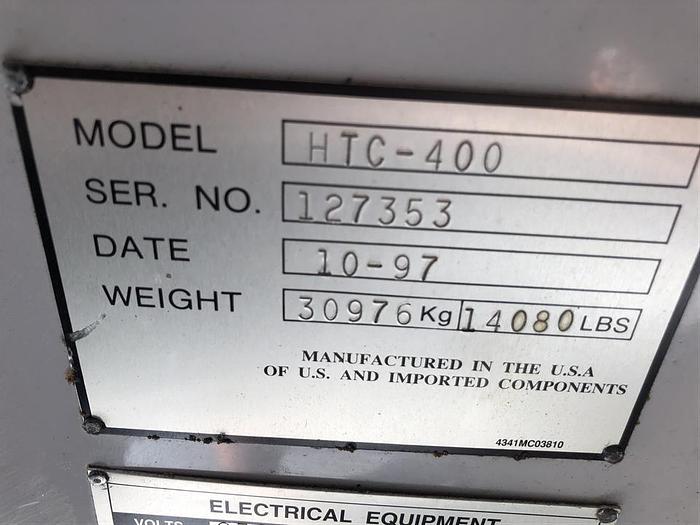 MODEL HTC-400
SER. NO. 127353
DATE 10-97
WEIGHT 30976 Kg 14080 LBS
MANUFACTURED IN THE U.S.A
OF U.S. AND IMPORTED COMPONENTS
4341MC03810
ELECTRICAL EQUIPMENT
VOLTS